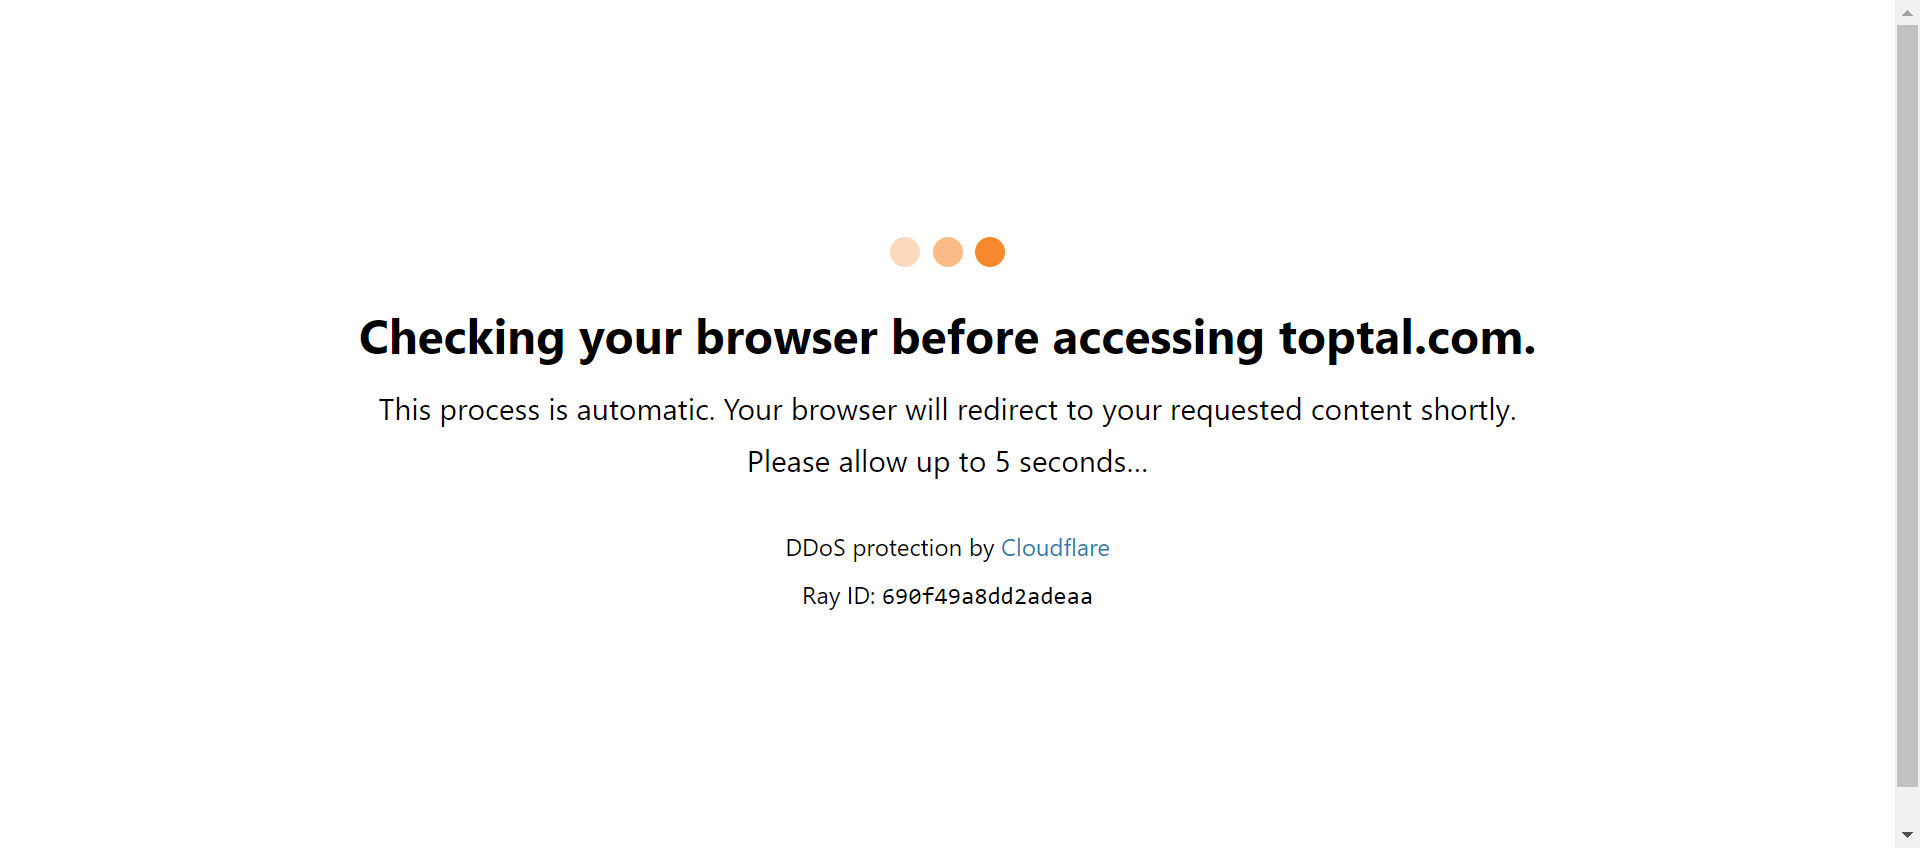 Checking your browser before accessing toptal.com.
This process is automatic. Your browser will redirect to your requested content shortly.
Please allow up to 5 seconds...
DDoS protection by Cloudflare
Ray ID: 690f49a8dd2adeaa